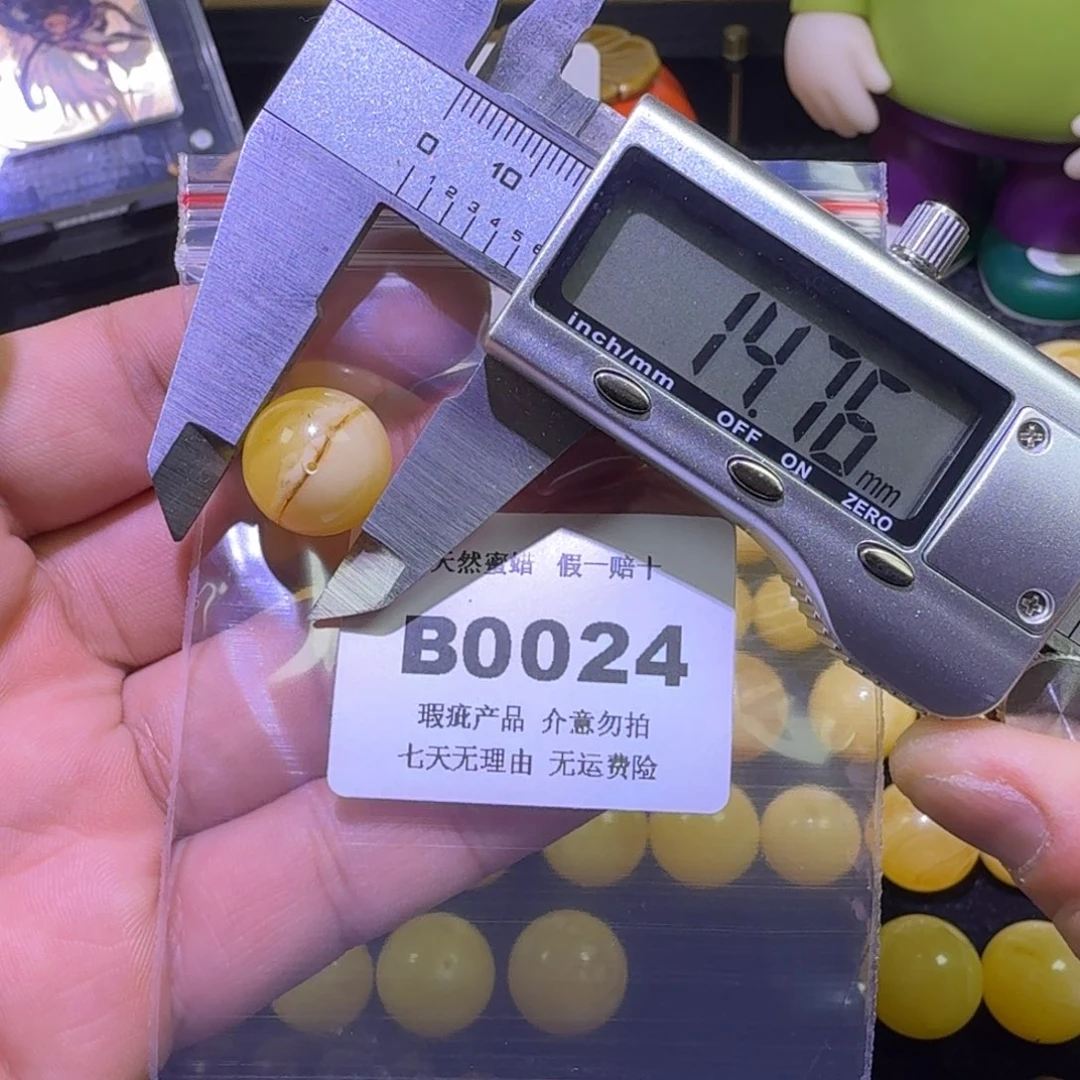 0 10
1 2 3 4 5 6
14.76 mm
inch/mm
OFF
ON
ZERO
天然蜜蜡 假一赔十
B0024
瑕疵产品 介意勿拍
七天无理由 无运费险